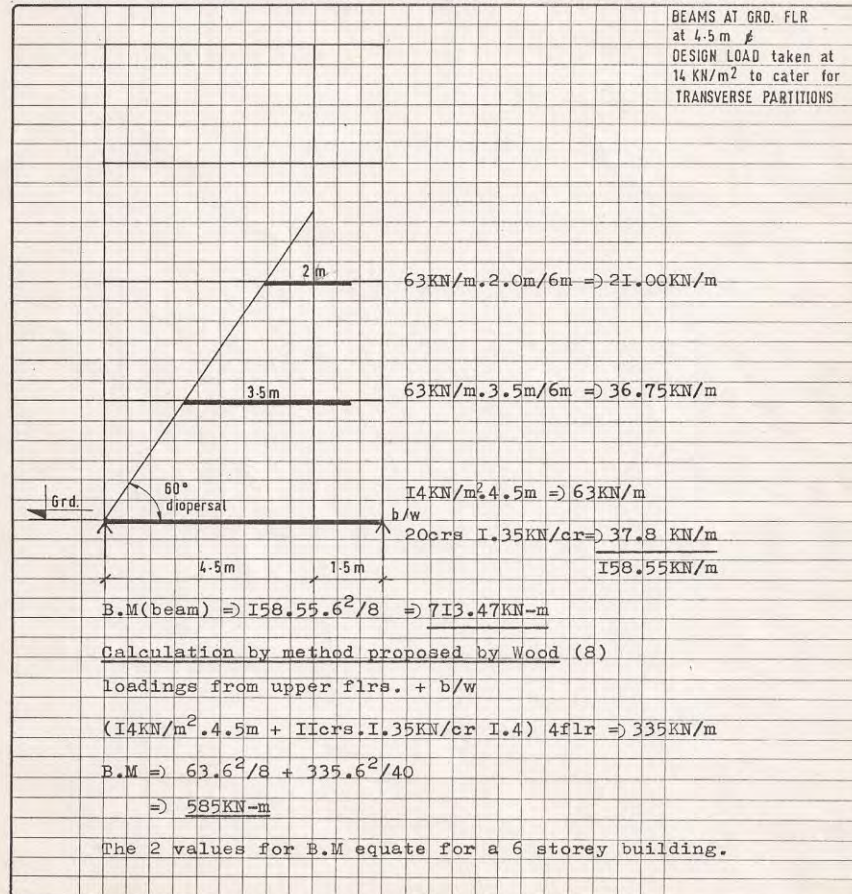 BEAMS AT GRD. FLR
at 4·5m ¢
DESIGN LOAD taken at
14 KN/m² to cater for
TRANSVERSE PARTITIONS
2 m
63KN/m.2.0m/6m => 2I.00KN/m
3·5m
63KN/m.3.5m/6m => 36.75KN/m
60°
diopersal
Grd.
I4KN/m².4.5m => 63KN/m
b/w
20crs I.35KN/cr=> 37.8 KN/m
4·5m
1·5m
I58.55KN/m
B.M(beam) => I58.55.6²/8 => 7I3.47KN-m
Calculation by method proposed by Wood (8)
loadings from upper flrs. + b/w
(I4KN/m².4.5m + IIcrs.I.35KN/cr I.4) 4flr => 335KN/m
B.M => 63.6²/8 + 335.6²/40
=> 585KN-m
The 2 values for B.M equate for a 6 storey building.